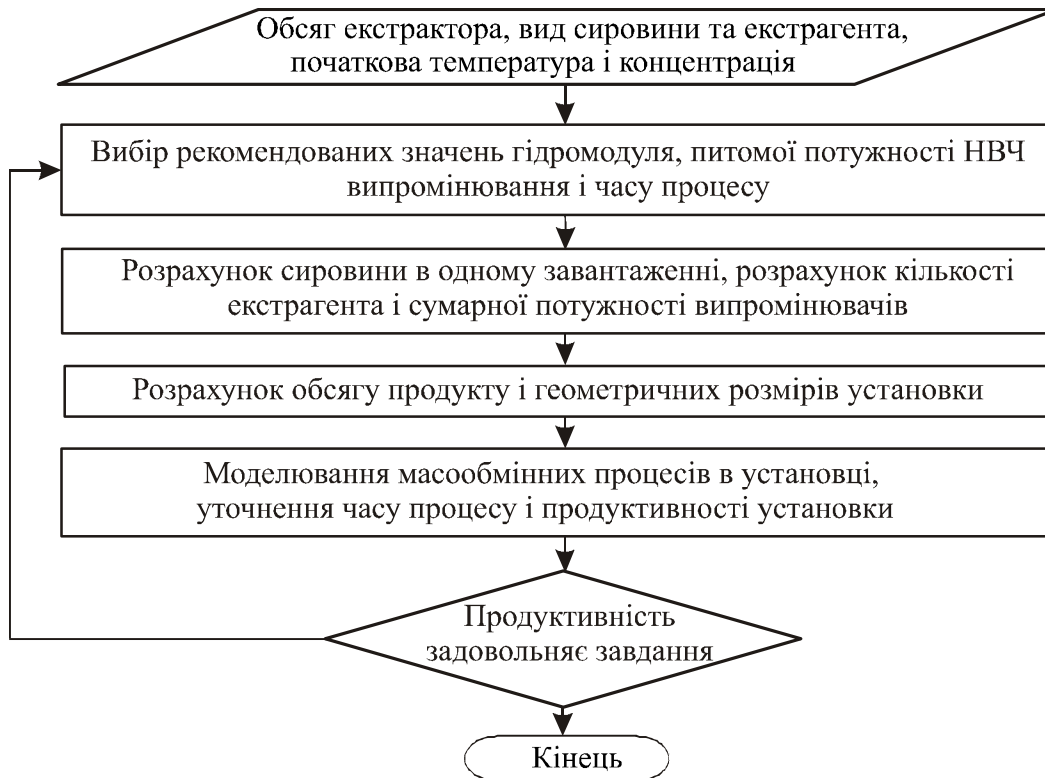 Обсяг екстрактора, вид сировини та екстрагента,
початкова температура і концентрація
Вибір рекомендованих значень гідромодуля, питомої потужності НВЧ
випромінювання і часу процесу
Розрахунок сировини в одному завантаженні, розрахунок кількості
екстрагента і сумарної потужності випромінювачів
Розрахунок обсягу продукту і геометричних розмірів установки
Моделювання масообмінних процесів в установці,
уточнення часу процесу і продуктивності установки
Продуктивність
задовольняє завдання
Кінець